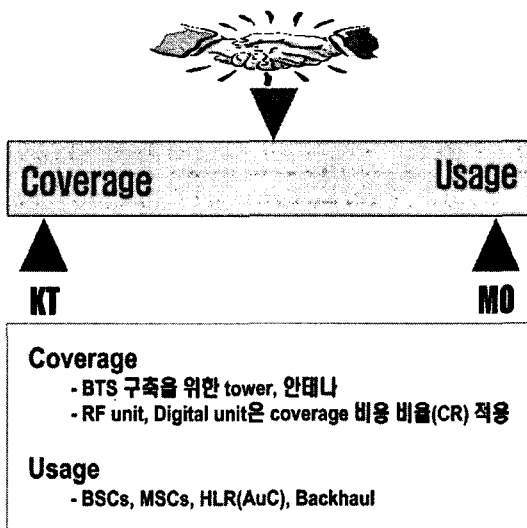 Coverage Usage
KT MO
Coverage
- BTS 구축을 위한 tower, 안테나
- RF unit, Digital unit은 coverage 비용 비율(CR) 적용
Usage
- BSCs, MSCs, HLR(AuC), Backhaul